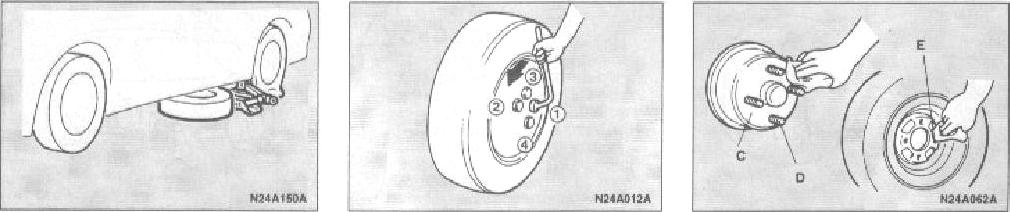 N24A150A
③
②
①
④
N24A012A
E
C
D
N24A062A